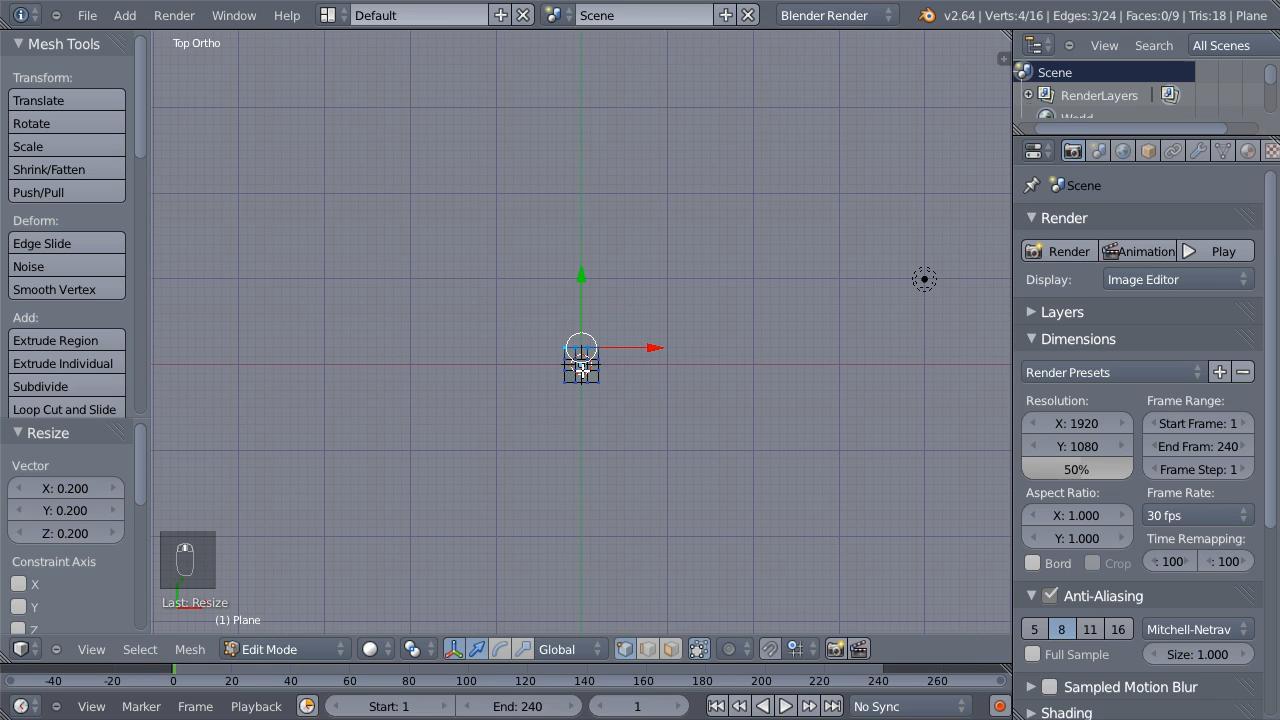 File Add Render Window Help Default Scene Blender Render v2.64 | Verts:4/16 | Edges:3/24 | Faces:0/9 | Tris:18 | Plane
Mesh Tools
Transform:
Translate
Rotate
Scale
Shrink/Fatten
Push/Pull
Deform:
Edge Slide
Noise
Smooth Vertex
Add:
Extrude Region
Extrude Individual
Subdivide
Loop Cut and Slide
Resize
Vector
X: 0.200
Y: 0.200
Z: 0.200
Constraint Axis
X
Y
Z
Top Ortho
Last: Resize
(1) Plane
View Search All Scenes
Scene
RenderLayers
World
Scene
Render
Render Animation Play
Display: Image Editor
Layers
Dimensions
Render Presets
Resolution: Frame Range:
X: 1920 Start Frame: 1
Y: 1080 End Fram: 240
50% Frame Step: 1
Aspect Ratio: Frame Rate:
X: 1.000 30 fps
Y: 1.000 Time Remapping:
Bord Crop : 100 : 100
Anti-Aliasing
5 8 11 16 Mitchell-Netrav
Full Sample Size: 1.000
Sampled Motion Blur
Shading
View Select Mesh Edit Mode Global
-40 -20 0 20 40 60 80 100 120 140 160 180 200 220 240 260
View Marker Frame Playback Start: 1 End: 240 1 No Sync